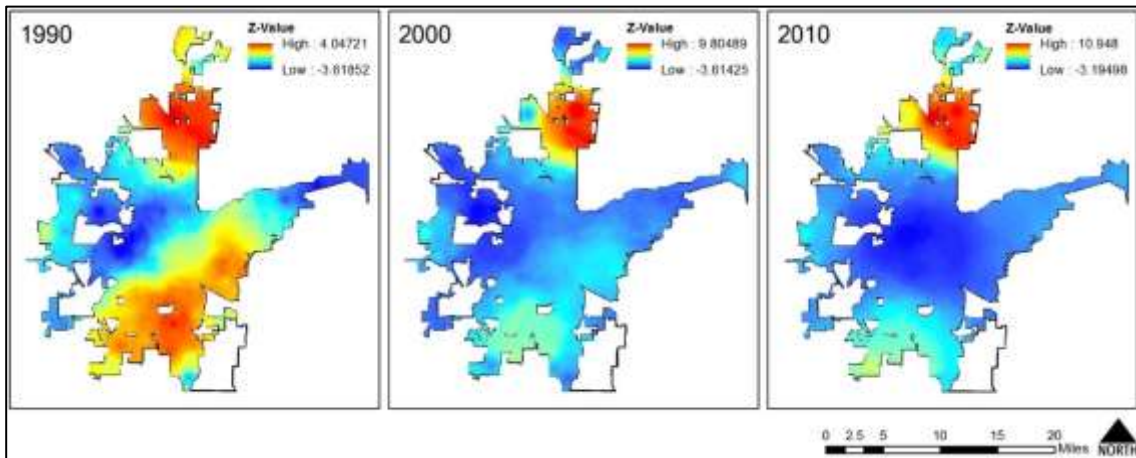 1990
Z-Value
High : 4.04721
Low : -3.61852
2000
Z-Value
High : 9.80489
Low : -3.61425
2010
Z-Value
High : 10.948
Low : -3.19498
0 2.5 5 10 15 20
Miles
NORTH